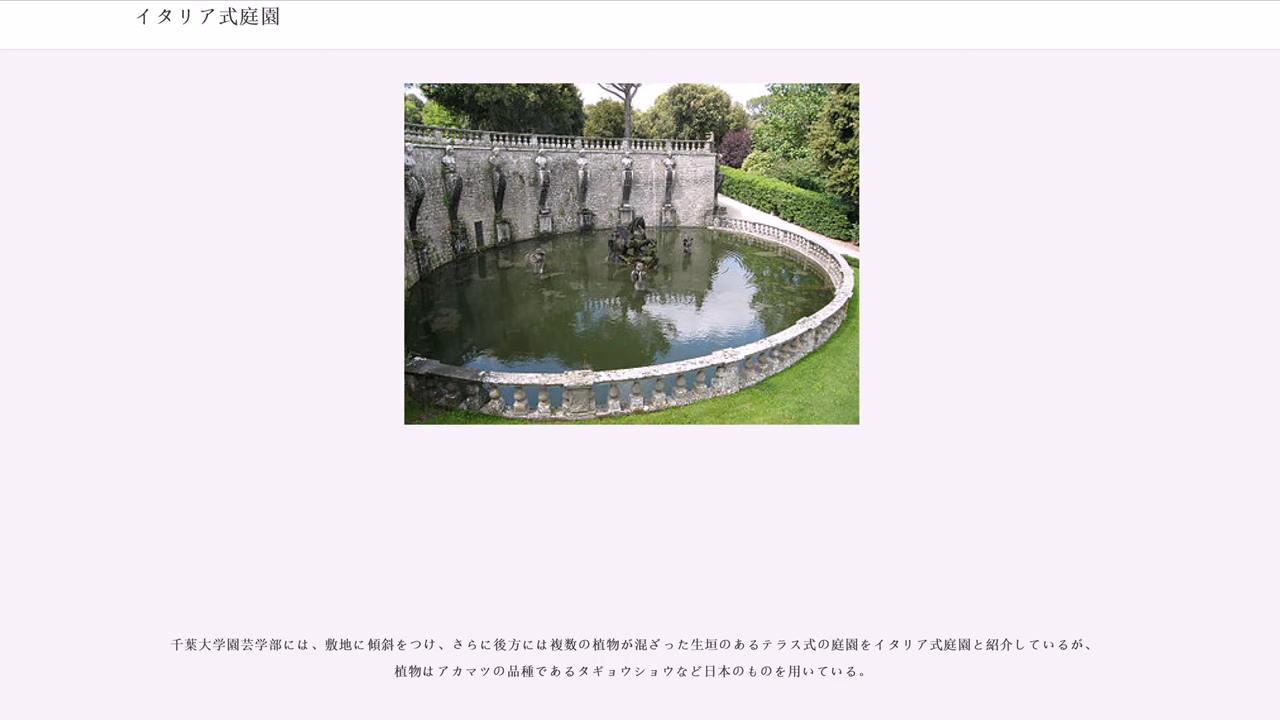 イタリア式庭園
千葉大学園芸学部には、敷地に傾斜をつけ、さらに後方には複数の植物が混ざった生垣のあるテラス式の庭園をイタリア式庭園と紹介しているが、
植物はアカマツの品種であるタギョウショウなど日本のものを用いている。